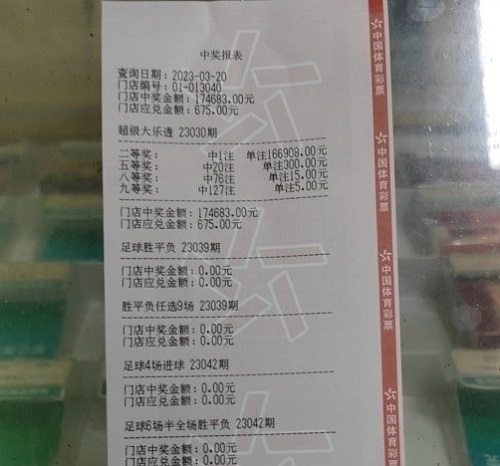 中奖报表
查询日期：2023-03-20
门店编号：01-013040
门店中奖金额：174683.00元
门店应兑金额：675.00元
超级大乐透 23030期
二等奖： 中1注 单注166908.00元
五等奖： 中20注 单注300.00元
八等奖： 中76注 单注15.00元
九等奖： 中127注 单注5.00元
门店中奖金额：174683.00元
门店应兑金额：675.00元
足球胜平负 23039期
门店中奖金额：0.00元
门店应兑金额：0.00元
胜平负任选9场 23039期
门店中奖金额：0.00元
门店应兑金额：0.00元
足球4场进球 23042期
门店中奖金额：0.00元
门店应兑金额：0.00元
足球6场半全场胜平负 23042期
门店中奖金额：0.00元
门店应兑金额：0.00元
中国体育彩票
中国体育彩票
中国体育彩票
中国体育彩票